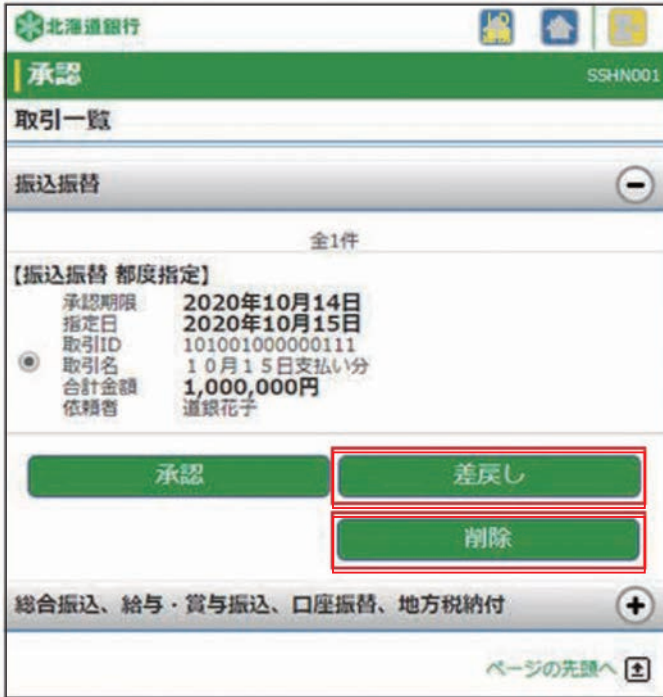 北海道銀行
承認 SSHN001
取引一覧
振込振替
全1件
【振込振替 都度指定】
承認期限 2020年10月14日
指定日 2020年10月15日
取引ID 101001000000111
取引名 10月15日支払い分
合計金額 1,000,000円
依頼者 道銀花子
承認 差戻し
削除
総合振込、給与・賞与振込、口座振替、地方税納付
ページの先頭へ